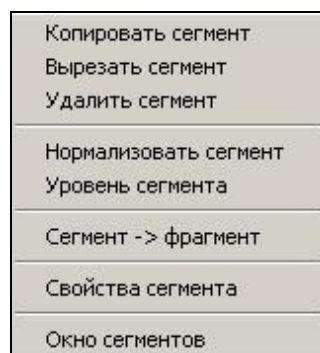 Копировать сегмент
Вырезать сегмент
Удалить сегмент
Нормализовать сегмент
Уровень сегмента
Сегмент -> фрагмент
Свойства сегмента
Окно сегментов